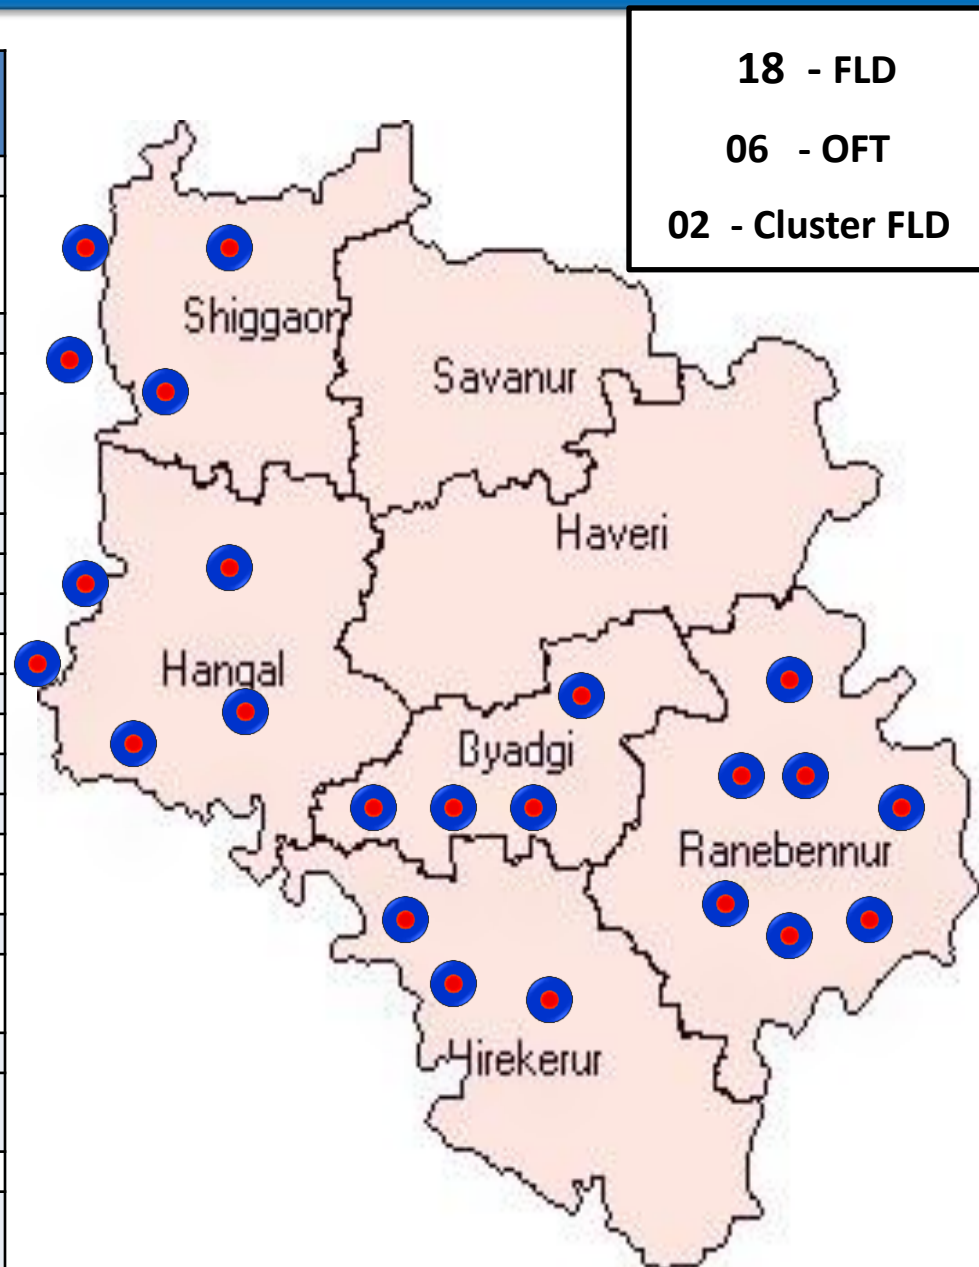 18 - FLD
06 - OFT
02 - Cluster FLD
Shiggaon
Savanur
Haveri
Hangal
Byadgi
Ranebennur
Hirekerur